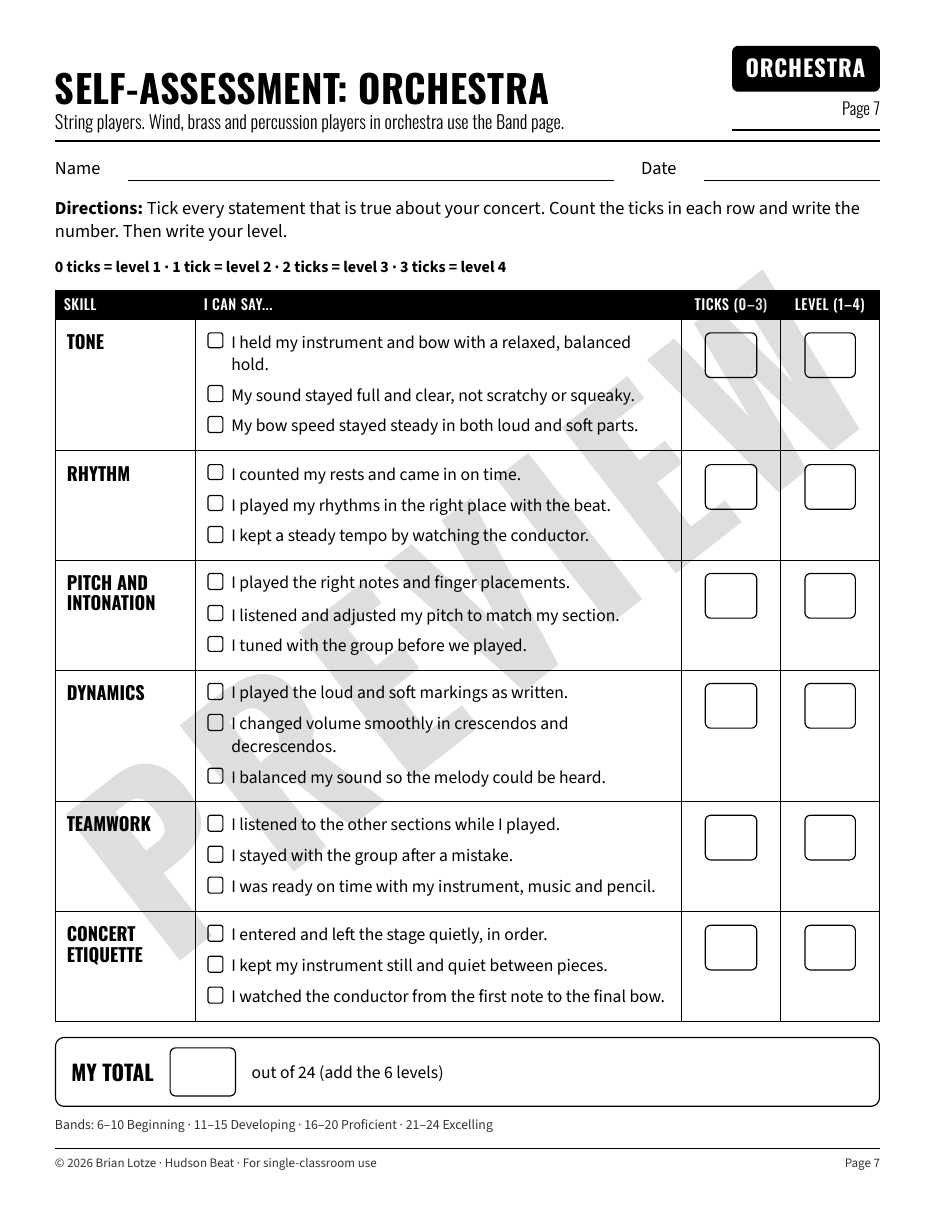 ORCHESTRA
SELF-ASSESSMENT: ORCHESTRA
Page 7
String players. Wind, brass and percussion players in orchestra use the Band page.
Name
Date
Directions: Tick every statement that is true about your concert. Count the ticks in each row and write the
number. Then write your level.
0 ticks = level 1 · 1 tick = level 2 · 2 ticks = level 3 · 3 ticks = level 4
SKILL I CAN SAY... TICKS (0–3) LEVEL (1–4)
TONE
I held my instrument and bow with a relaxed, balanced
hold.
My sound stayed full and clear, not scratchy or squeaky.
My bow speed stayed steady in both loud and soft parts.
RHYTHM
I counted my rests and came in on time.
I played my rhythms in the right place with the beat.
I kept a steady tempo by watching the conductor.
PITCH AND
INTONATION
I played the right notes and finger placements.
I listened and adjusted my pitch to match my section.
I tuned with the group before we played.
DYNAMICS
I played the loud and soft markings as written.
I changed volume smoothly in crescendos and
decrescendos.
I balanced my sound so the melody could be heard.
TEAMWORK
I listened to the other sections while I played.
I stayed with the group after a mistake.
I was ready on time with my instrument, music and pencil.
CONCERT
ETIQUETTE
I entered and left the stage quietly, in order.
I kept my instrument still and quiet between pieces.
I watched the conductor from the first note to the final bow.
MY TOTAL out of 24 (add the 6 levels)
Bands: 6–10 Beginning · 11–15 Developing · 16–20 Proficient · 21–24 Excelling
© 2026 Brian Lotze · Hudson Beat · For single-classroom use
Page 7
PREVIEW